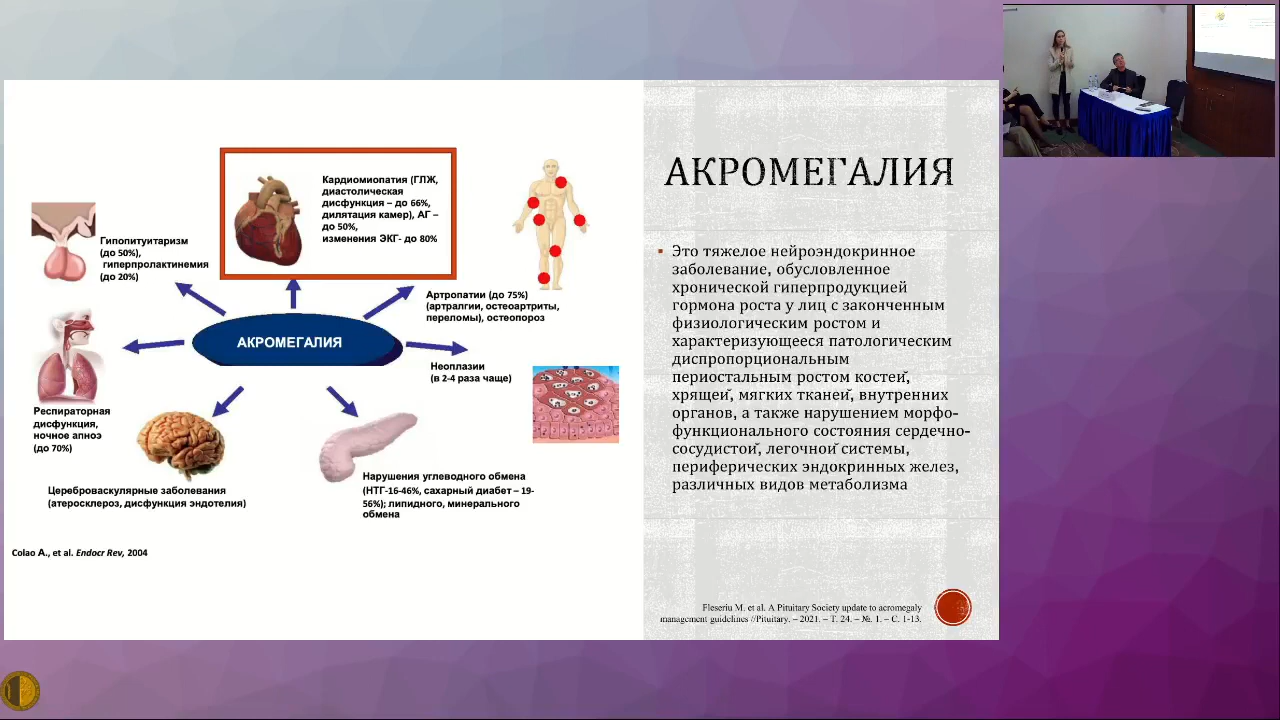 Кардиомиопатия (ГЛЖ,
диастолическая
дисфункция – до 66%,
дилятация камер), АГ –
до 50%,
изменения ЭКГ- до 80%
Гипопитуитаризм
(до 50%),
гиперпролактинемия
(до 20%)
Артропатии (до 75%)
(артралгии, остеоартриты,
переломы), остеопороз
АКРОМЕГАЛИЯ
Неоплазии
(в 2-4 раза чаще)
Респираторная
дисфункция,
ночное апноэ
(до 70%)
Цереброваскулярные заболевания
(атеросклероз, дисфункция эндотелия)
Нарушения углеводного обмена
(НТГ-16-46%, сахарный диабет – 19-
56%); липидного, минерального
обмена
Colao A., et al. Endocr Rev, 2004
АКРОМЕГАЛИЯ
▪ Это тяжелое нейроэндокринное
заболевание, обусловленное
хронической гиперпродукцией
гормона роста у лиц с законченным
физиологическим ростом и
характеризующееся патологическим
диспропорциональным
периостальным ростом костей,
хрящей, мягких тканей, внутренних
органов, а также нарушением морфо-
функционального состояния сердечно-
сосудистой, легочной системы,
периферических эндокринных желез,
различных видов метаболизма
Fleseriu M. et al. A Pituitary Society update to acromegaly
management guidelines //Pituitary. – 2021. – Т. 24. – №. 1. – С. 1-13.